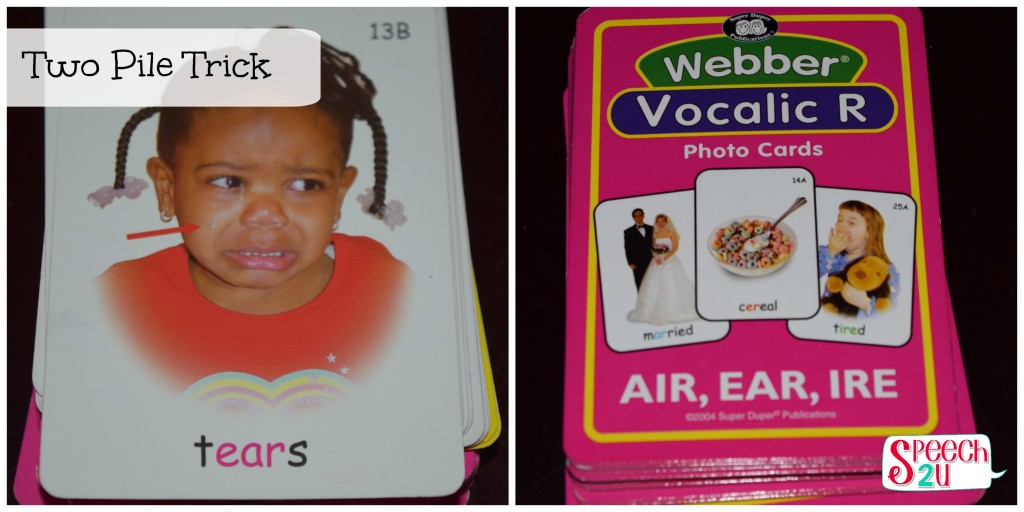 13B
Two Pile Trick
tears
Super Duper
Publications
Webber®
Vocalic R
Photo Cards
14A
25A
cereal
married
tired
AIR, EAR, IRE
©2004 Super Duper® Publications
Speech
2U